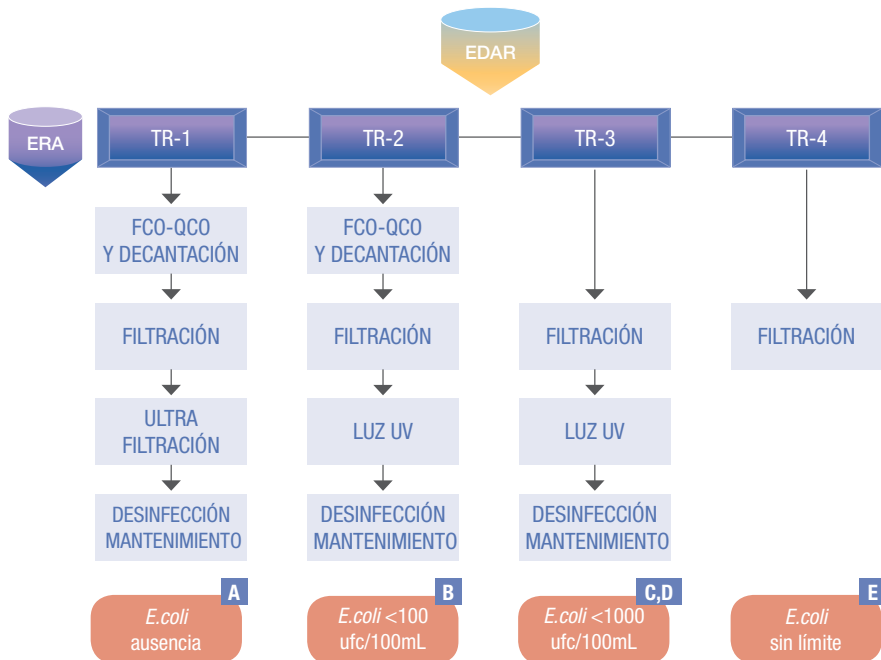 EDAR
ERA
TR-1
TR-2
TR-3
TR-4
FCO-QCO
Y DECANTACIÓN
FCO-QCO
Y DECANTACIÓN
FILTRACIÓN
FILTRACIÓN
FILTRACIÓN
FILTRACIÓN
ULTRA
FILTRACIÓN
LUZ UV
LUZ UV
DESINFECCIÓN
MANTENIMIENTO
DESINFECCIÓN
MANTENIMIENTO
DESINFECCIÓN
MANTENIMIENTO
A
E.coli
ausencia
B
E.coli <100
ufc/100mL
C,D
E.coli <1000
ufc/100mL
E
E.coli
sin límite